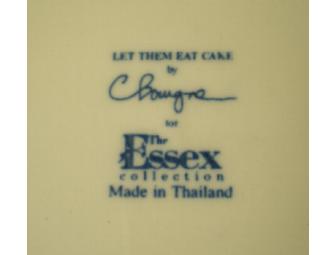 LET THEM EAT CAKE
by
for
The
Essex
collection
Made in Thailand